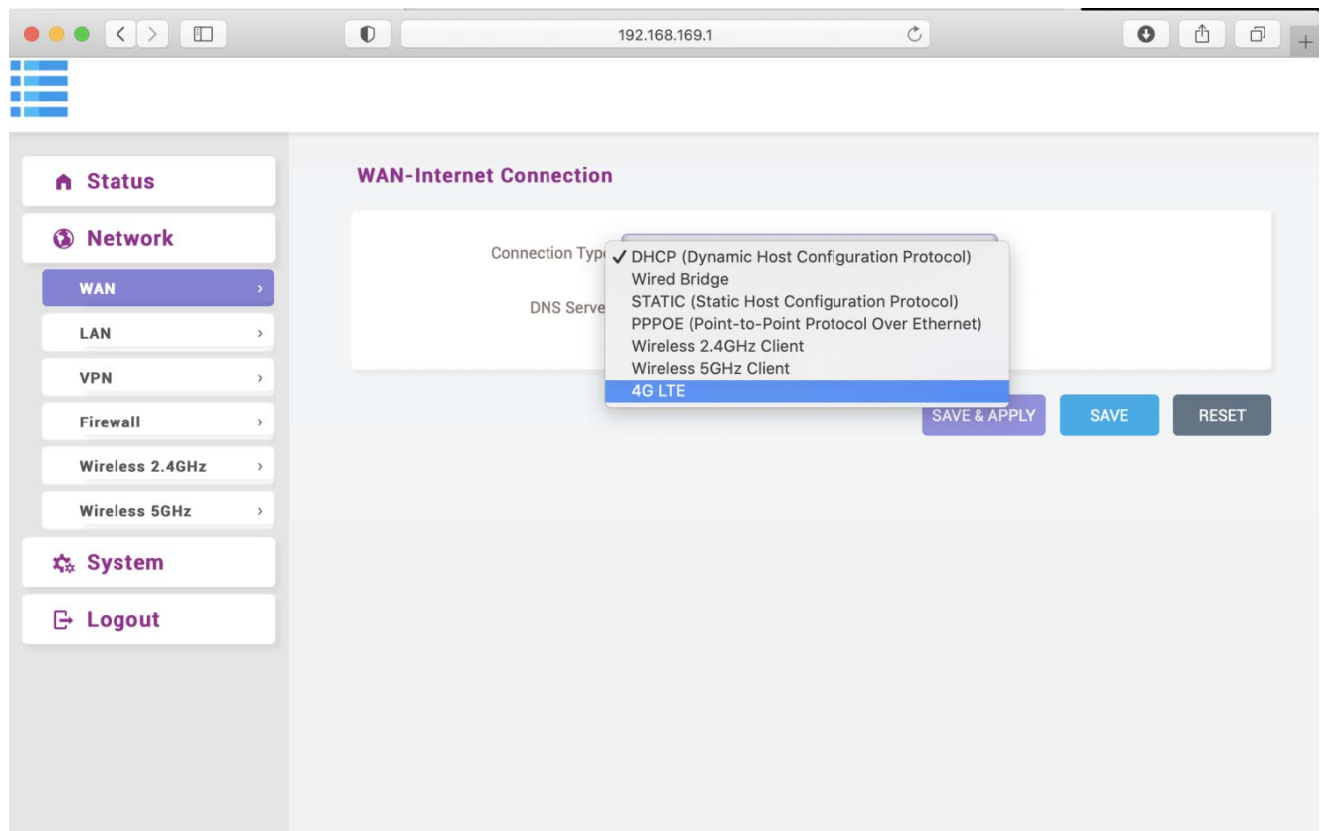 192.168.169.1
Status
Network
WAN
LAN
VPN
Firewall
Wireless 2.4GHz
Wireless 5GHz
System
Logout
WAN-Internet Connection
Connection Typ
✓ DHCP (Dynamic Host Configuration Protocol)
Wired Bridge
DNS Serve
STATIC (Static Host Configuration Protocol)
PPPOE (Point-to-Point Protocol Over Ethernet)
Wireless 2.4GHz Client
Wireless 5GHz Client
4G LTE
SAVE & APPLY
SAVE
RESET